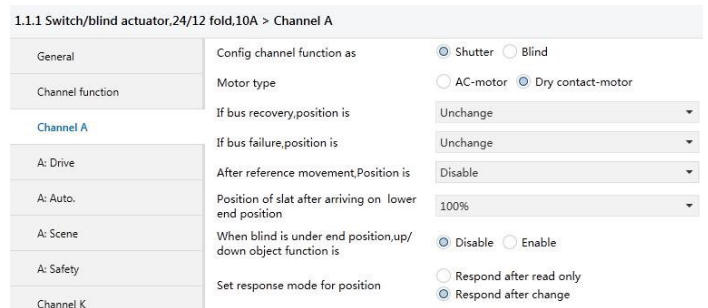 1.1.1 Switch/blind actuator,24/12 fold,10A > Channel A
General
Channel function
Channel A
A: Drive
A: Auto.
A: Scene
A: Safety
Channel K
Config channel function as
Shutter Blind
Motor type
AC-motor Dry contact-motor
If bus recovery,position is
Unchange
If bus failure,position is
Unchange
After reference movement,Position is
Disable
Position of slat after arriving on lower
end position
100%
When blind is under end position,up/
down object function is
Disable Enable
Set response mode for position
Respond after read only
Respond after change